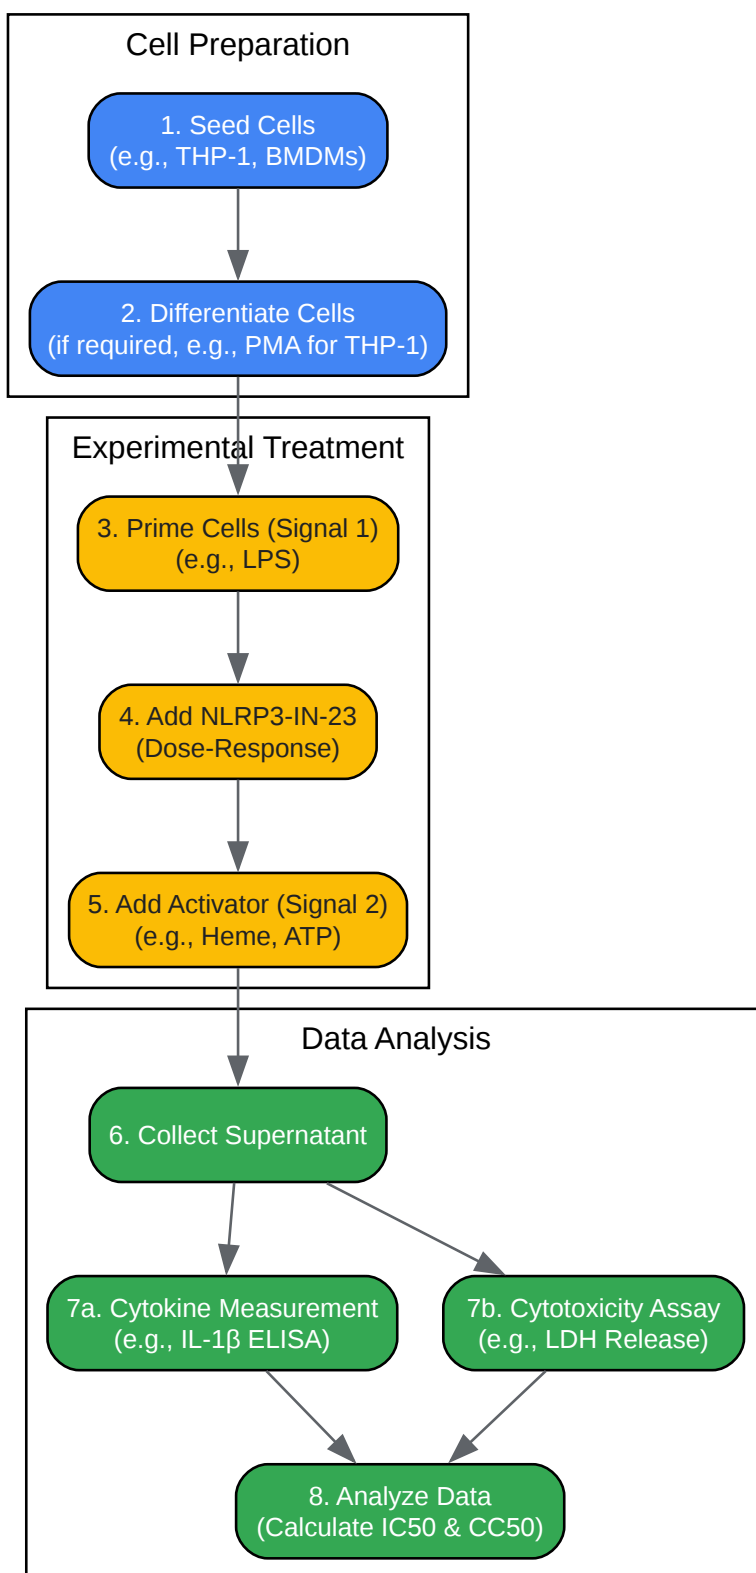 Cell Preparation
1. Seed Cells
(e.g., THP-1, BMDMs)
2. Differentiate Cells
(if required, e.g., PMA for THP-1)
Experimental Treatment
3. Prime Cells (Signal 1)
(e.g., LPS)
4. Add NLRP3-IN-23
(Dose-Response)
5. Add Activator (Signal 2)
(e.g., Heme, ATP)
Data Analysis
6. Collect Supernatant
7a. Cytokine Measurement
(e.g., IL-1β ELISA)
7b. Cytotoxicity Assay
(e.g., LDH Release)
8. Analyze Data
(Calculate IC50 & CC50)